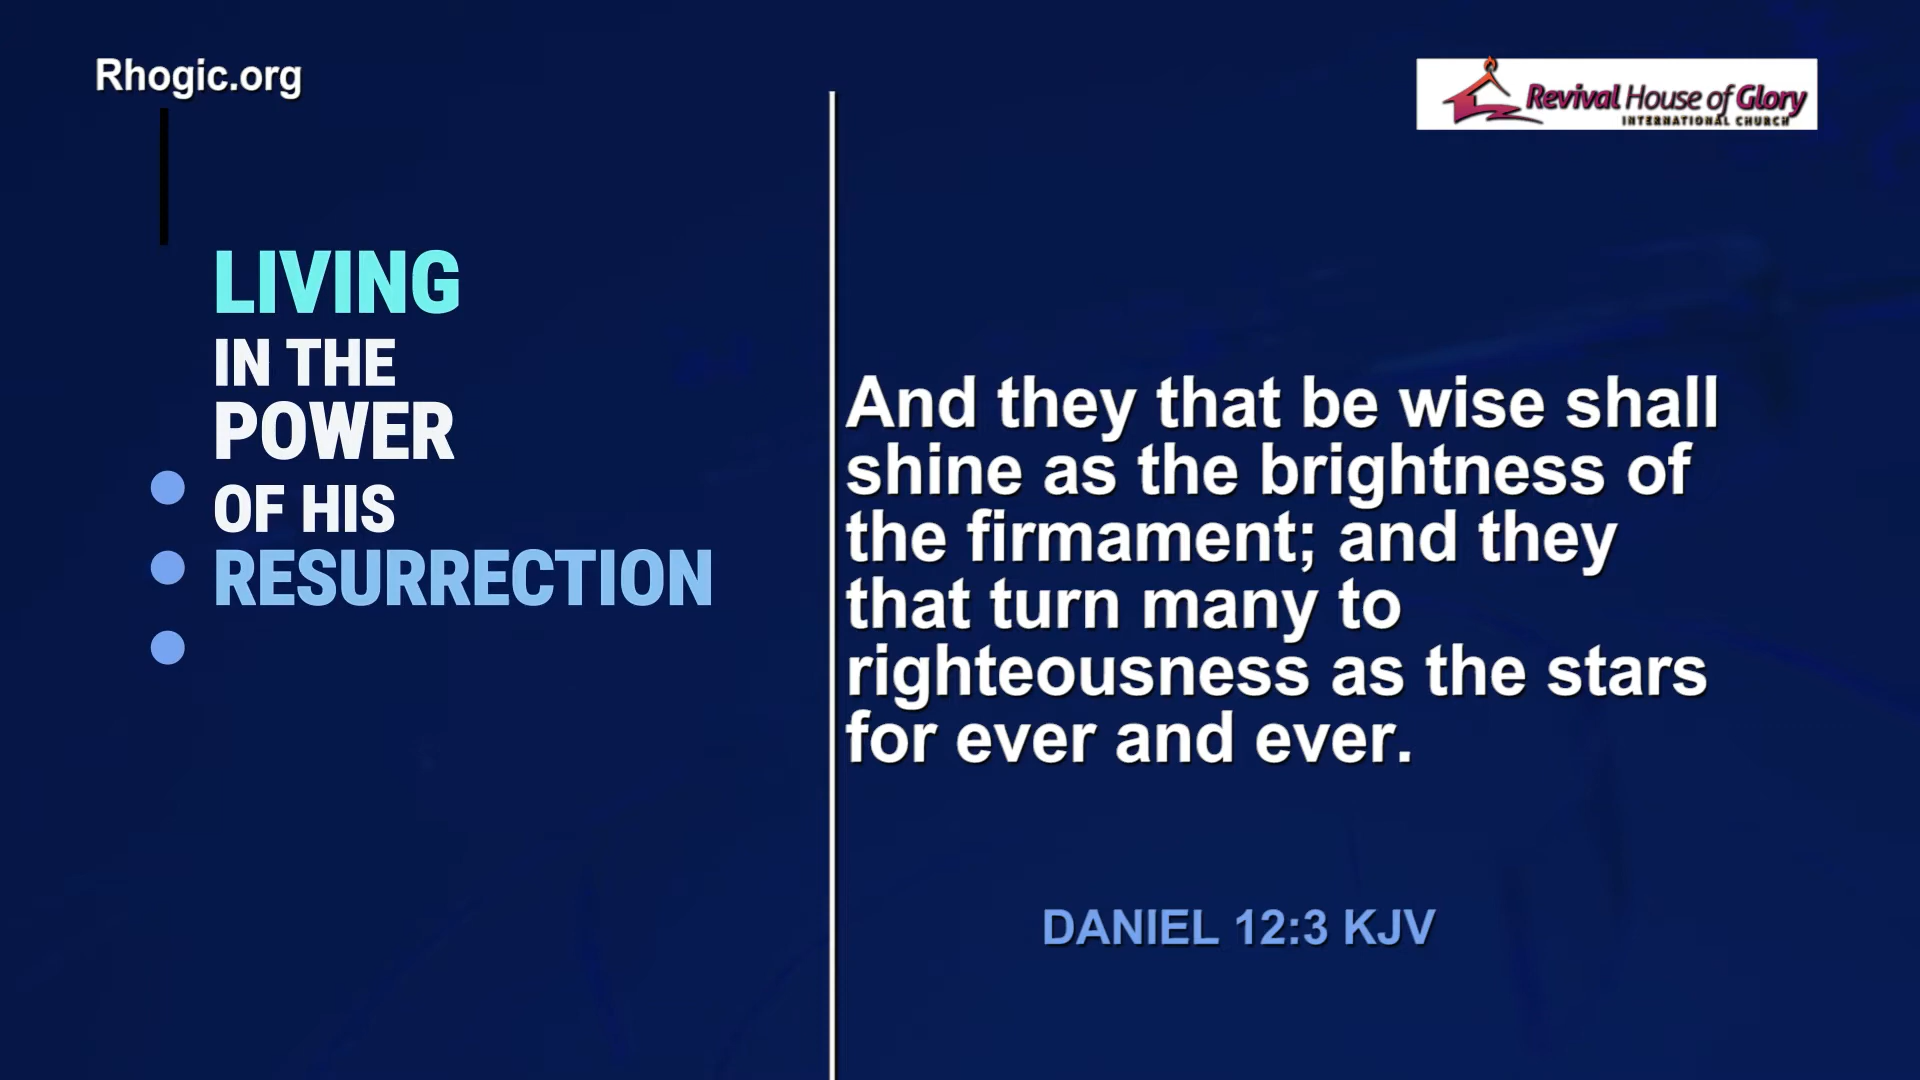 Rhogic.org
Revival House of Glory
INTERNATIONAL CHURCH
LIVING
IN THE
POWER
OF HIS
RESURRECTION
And they that be wise shall
shine as the brightness of
the firmament; and they
that turn many to
righteousness as the stars
for ever and ever.
DANIEL 12:3 KJV